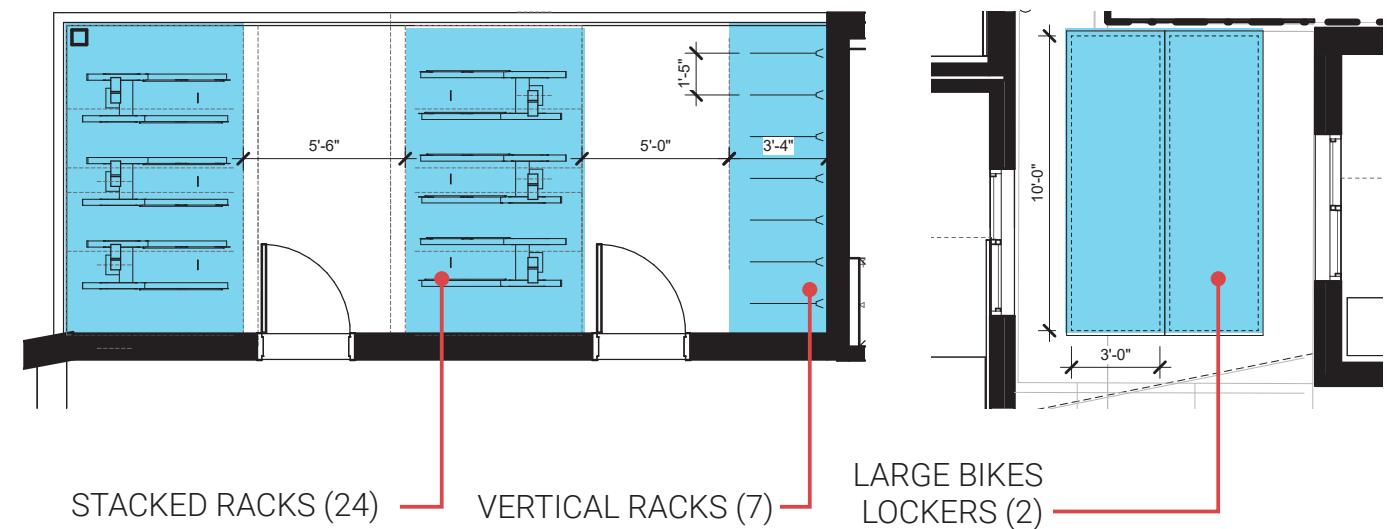 1'-5"
5'-6"
5'-0"
3'-4"
10'-0"
3'-0"
STACKED RACKS (24)
VERTICAL RACKS (7)
LARGE BIKES
LOCKERS (2)